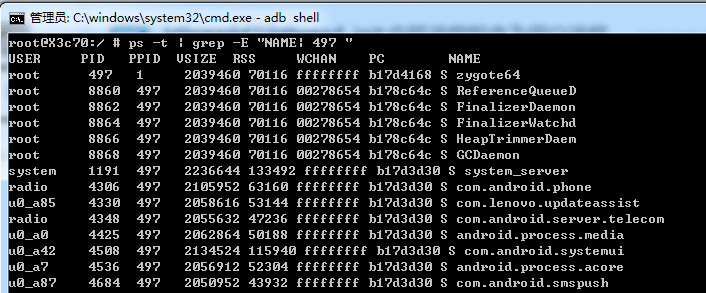 管理员: C:\windows\system32\cmd.exe - adb shell
root@X3c70:/ # ps -t | grep -E "NAME| 497 "
USER PID PPID VSIZE RSS WCHAN PC NAME
root 497 1 2039460 70116 ffffffff b17d4168 S zygote64
root 8860 497 2039460 70116 00278654 b178c64c S ReferenceQueueD
root 8862 497 2039460 70116 00278654 b178c64c S FinalizerDaemon
root 8864 497 2039460 70116 00278654 b178c64c S FinalizerWatchd
root 8866 497 2039460 70116 00278654 b178c64c S HeapTrimmerDaem
root 8868 497 2039460 70116 00278654 b178c64c S GCDaemon
system 1191 497 2236644 133492 ffffffff b17d3d30 S system_server
radio 4306 497 2105952 63160 ffffffff b17d3d30 S com.android.phone
u0_a85 4330 497 2058616 53144 ffffffff b17d3d30 S com.lenovo.updateassist
radio 4348 497 2055632 47236 ffffffff b17d3d30 S com.android.server.telecom
u0_a0 4425 497 2062864 50188 ffffffff b17d3d30 S android.process.media
u0_a42 4508 497 2134524 115940 ffffffff b17d3d30 S com.android.systemui
u0_a7 4536 497 2056912 52304 ffffffff b17d3d30 S android.process.acore
u0_a87 4684 497 2050952 43932 ffffffff b17d3d30 S com.android.smspush